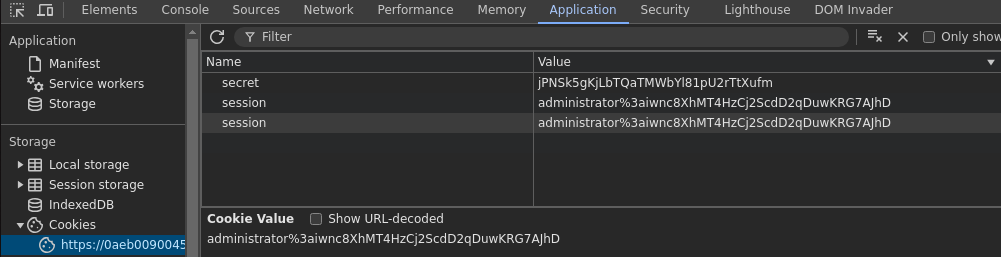 Elements Console Sources Network Performance Memory Application Security Lighthouse DOM Invader
Application
Manifest
Service workers
Storage
Storage
Local storage
Session storage
IndexedDB
Cookies
https://0aeb0090045
Filter
Only show
Name Value
secret jPNSk5gKjLbTQaTMWbYl81pU2rTtXufm
session administrator%3aiwnc8XhMT4HzCj2ScdD2qDuwKRG7AJhD
session administrator%3aiwnc8XhMT4HzCj2ScdD2qDuwKRG7AJhD
Cookie Value Show URL-decoded
administrator%3aiwnc8XhMT4HzCj2ScdD2qDuwKRG7AJhD